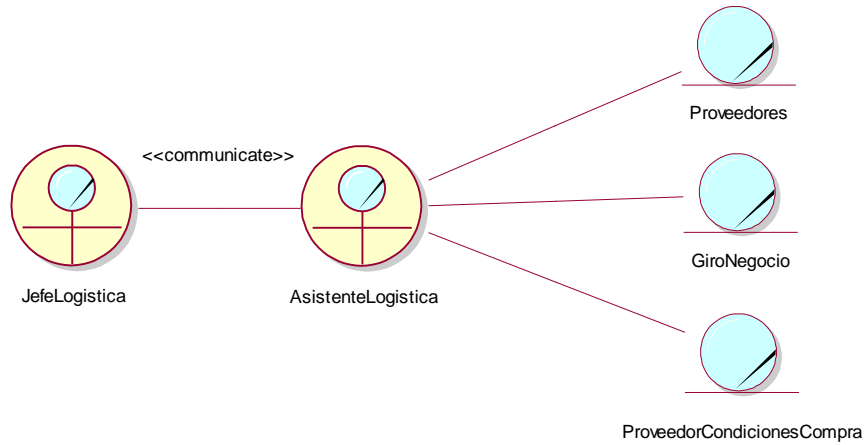 Proveedores
<<communicate>>
GiroNegocio
JefeLogistica
AsistenteLogistica
ProveedorCondicionesCompra